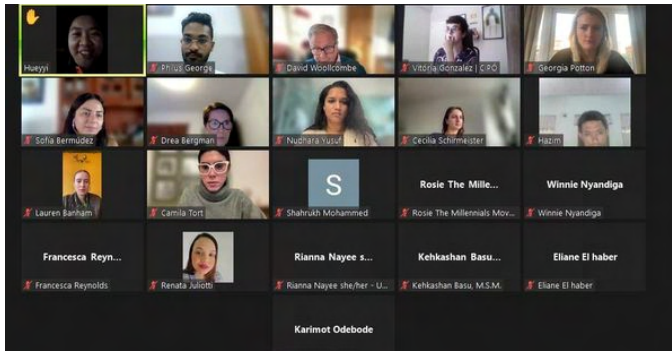 Hueyyi
Philus George
David Woollcombe
Vitória Gonzalez | CIPÓ
Georgia Potton
Sofía Bermúdez
Drea Bergman
Nudhara Yusuf
Cecilia Schirmeister
Hazim
Lauren Banham
Camila Tort
S
Shahrukh Mohammed
Rosie The Mille...
Rosie The Millennials Mov...
Winnie Nyandiga
Winnie Nyandiga
Francesca Reyn...
Francesca Reynolds
Renata Juliotti
Rianna Nayee s...
Rianna Nayee she/her - U...
Kehkashan Basu...
Kehkashan Basu, M.S.M.
Eliane El haber
Eliane El haber
Karimot Odebode